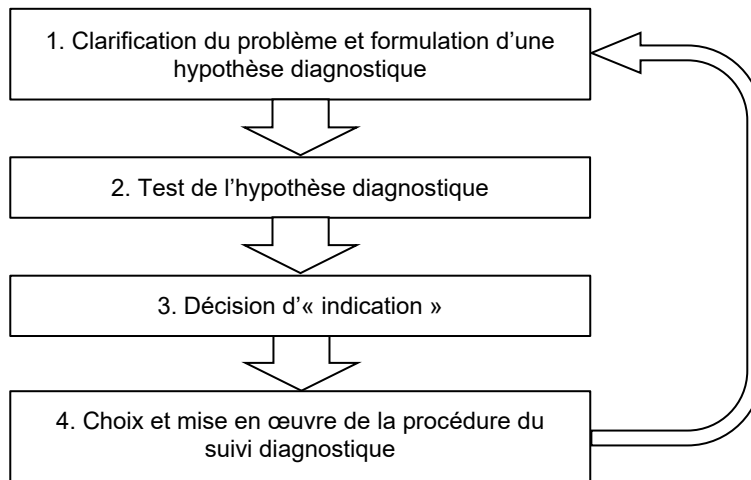 1. Clarification du problème et formulation d’une
hypothèse diagnostique
2. Test de l’hypothèse diagnostique
3. Décision d’« indication »
4. Choix et mise en œuvre de la procédure du
suivi diagnostique